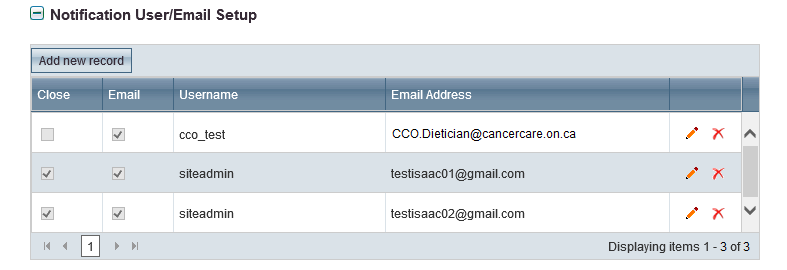 Notification User/Email Setup
Add new record
Close Email Username Email Address
cco_test CCO.Dietician@cancercare.on.ca
siteadmin testisaac01@gmail.com
siteadmin testisaac02@gmail.com
1 Displaying items 1 - 3 of 3